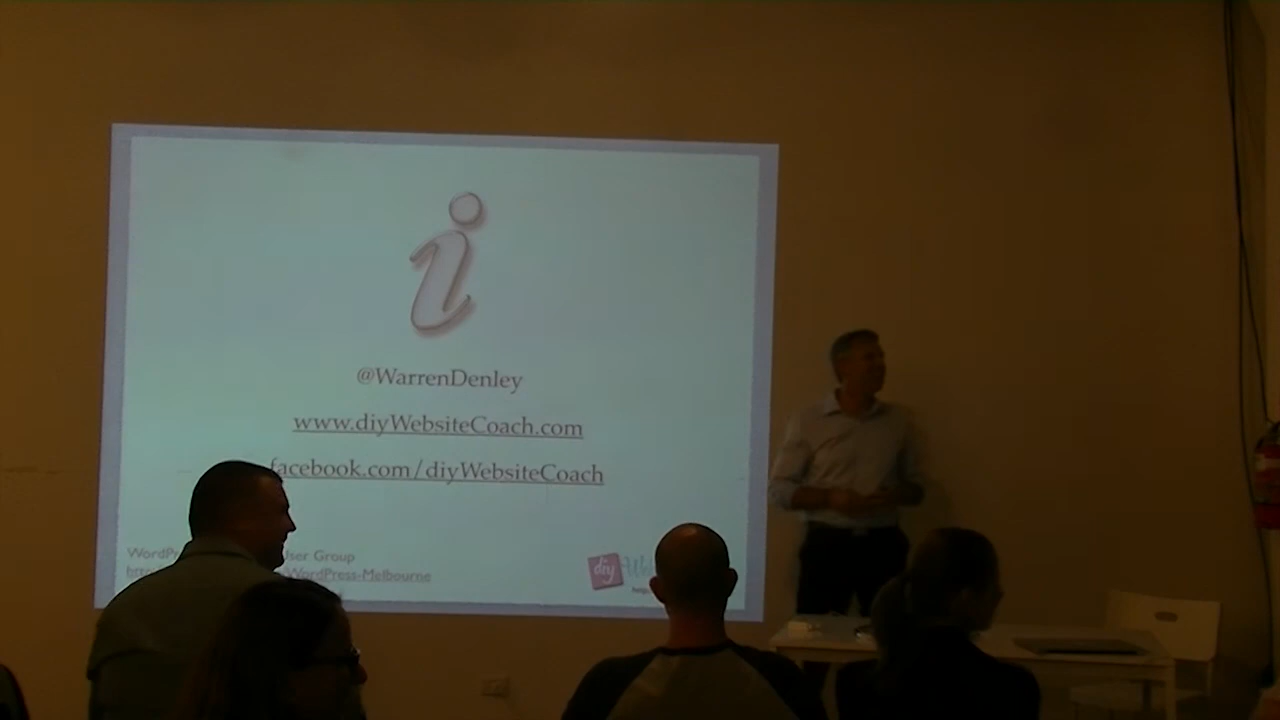 i
@WarrenDenley
www.diyWebsiteCoach.com
facebook.com/diyWebsiteCoach
User Group
WordPress-Melbourne
diy